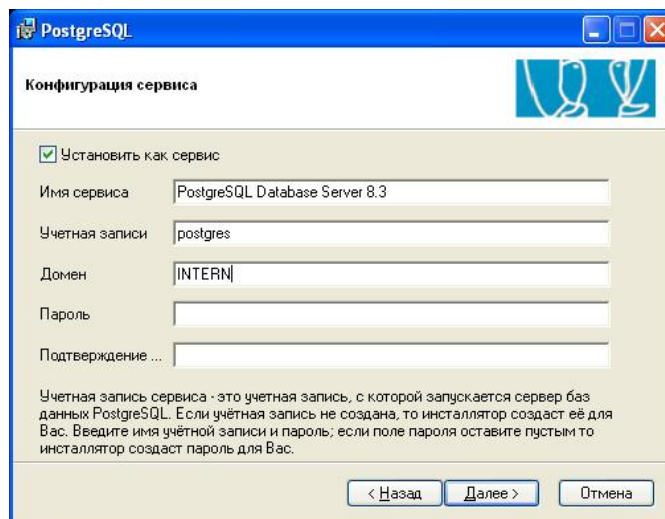 PostgreSQL
Конфигурация сервиса
Установить как сервис
Имя сервиса PostgreSQL Database Server 8.3
Учетная записи postgres
Домен INTERN
Пароль
Подтверждение ...
Учетная запись сервиса - это учетная запись, с которой запускается сервер баз
данных PostgreSQL. Если учётная запись не создана, то инсталлятор создаст её для
Вас. Введите имя учётной записи и пароль; если поле пароля оставите пустым то
инсталлятор создаст пароль для Вас.
< Назад Далее > Отмена